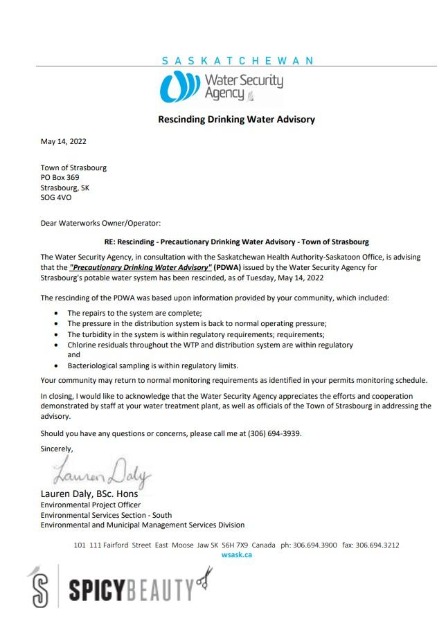 SASKATCHEWAN
Water Security
Agency
Rescinding Drinking Water Advisory
May 14, 2022
Town of Strasbourg
PO Box 369
Strasbourg, SK
SOG 4VO
Dear Waterworks Owner/Operator:
RE: Rescinding - Precautionary Drinking Water Advisory - Town of Strasbourg
The Water Security Agency, in consultation with the Saskatchewan Health Authority-Saskatoon Office, is advising
that the "Precautionary Drinking Water Advisory" (PDWA) issued by the Water Security Agency for
Strasbourg's potable water system has been rescinded, as of Tuesday, May 14, 2022
The rescinding of the PDWA was based upon information provided by your community, which included:
• The repairs to the system are complete;
• The pressure in the distribution system is back to normal operating pressure;
• The turbidity in the system is within regulatory requirements; requirements;
• Chlorine residuals throughout the WTP and distribution system are within regulatory
and
• Bacteriological sampling is within regulatory limits.
Your community may return to normal monitoring requirements as identified in your permits monitoring schedule.
In closing, I would like to acknowledge that the Water Security Agency appreciates the efforts and cooperation
demonstrated by staff at your water treatment plant, as well as officials of the Town of Strasbourg in addressing the
advisory.
Should you have any questions or concerns, please call me at (306) 694-3939.
Sincerely,
Lauren Daly
Lauren Daly, BSc. Hons
Environmental Project Officer
Environmental Services Section - South
Environmental and Municipal Management Services Division
101 111 Fairford Street East Moose Jaw SK S6H 7X9 Canada ph: 306.694.3900 fax: 306.694.3212
wsask.ca
S SPICYBEAUTY